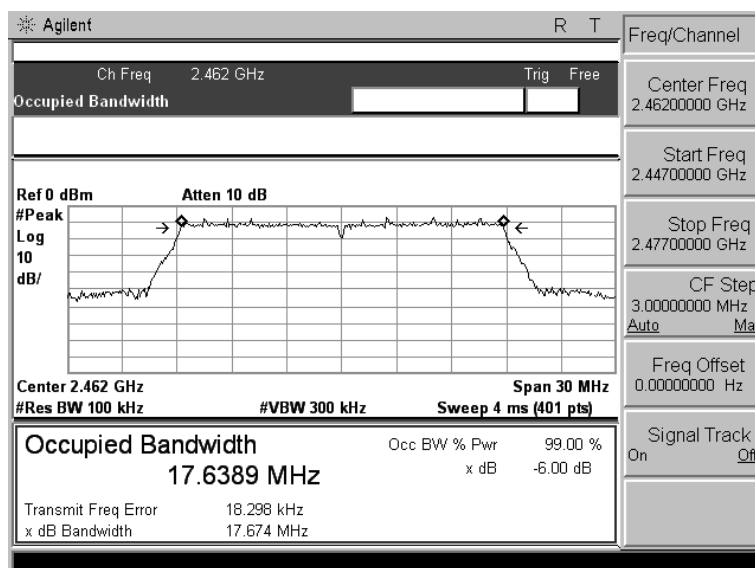 Agilent
R T
Ch Freq 2.462 GHz Trig Free
Occupied Bandwidth
Ref 0 dBm Atten 10 dB
#Peak
Log
10
dB/
Center 2.462 GHz Span 30 MHz
#Res BW 100 kHz #VBW 300 kHz Sweep 4 ms (401 pts)
Occupied Bandwidth
17.6389 MHz
Occ BW % Pwr 99.00 %
x dB -6.00 dB
Transmit Freq Error 18.298 kHz
x dB Bandwidth 17.674 MHz
Freq/Channel
Center Freq
2.46200000 GHz
Start Freq
2.44700000 GHz
Stop Freq
2.47700000 GHz
CF Step
3.00000000 MHz
Auto Ma
Freq Offset
0.00000000 Hz
Signal Track
On Off